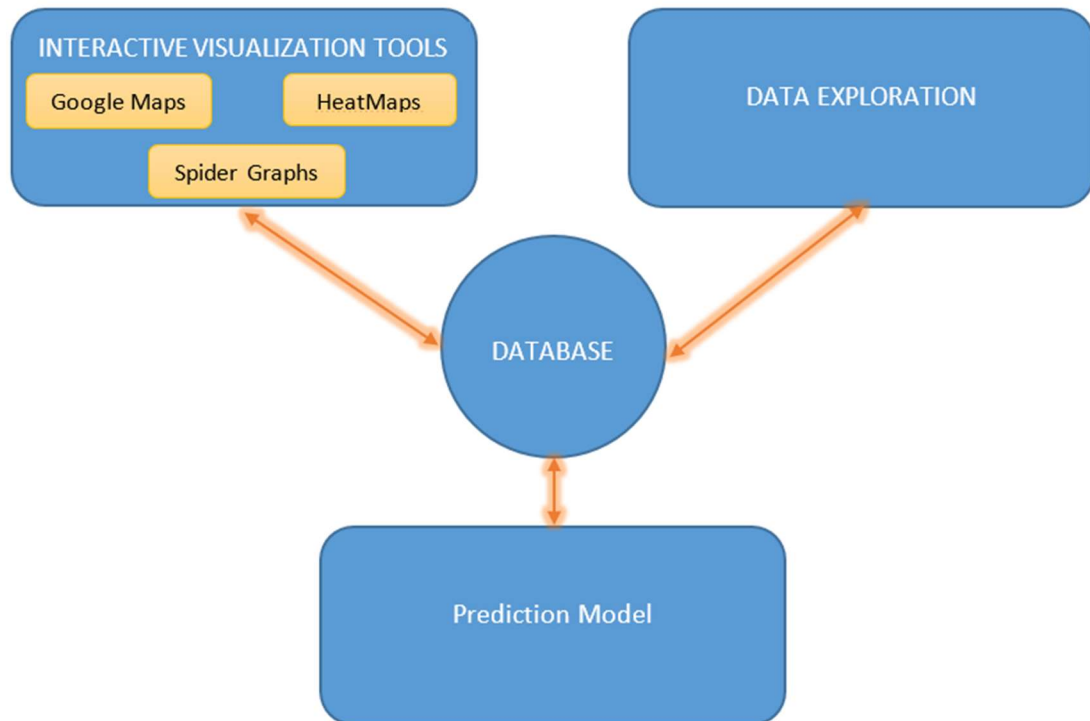 INTERACTIVE VISUALIZATION TOOLS
Google Maps
HeatMaps
Spider Graphs
DATA EXPLORATION
DATABASE
Prediction Model